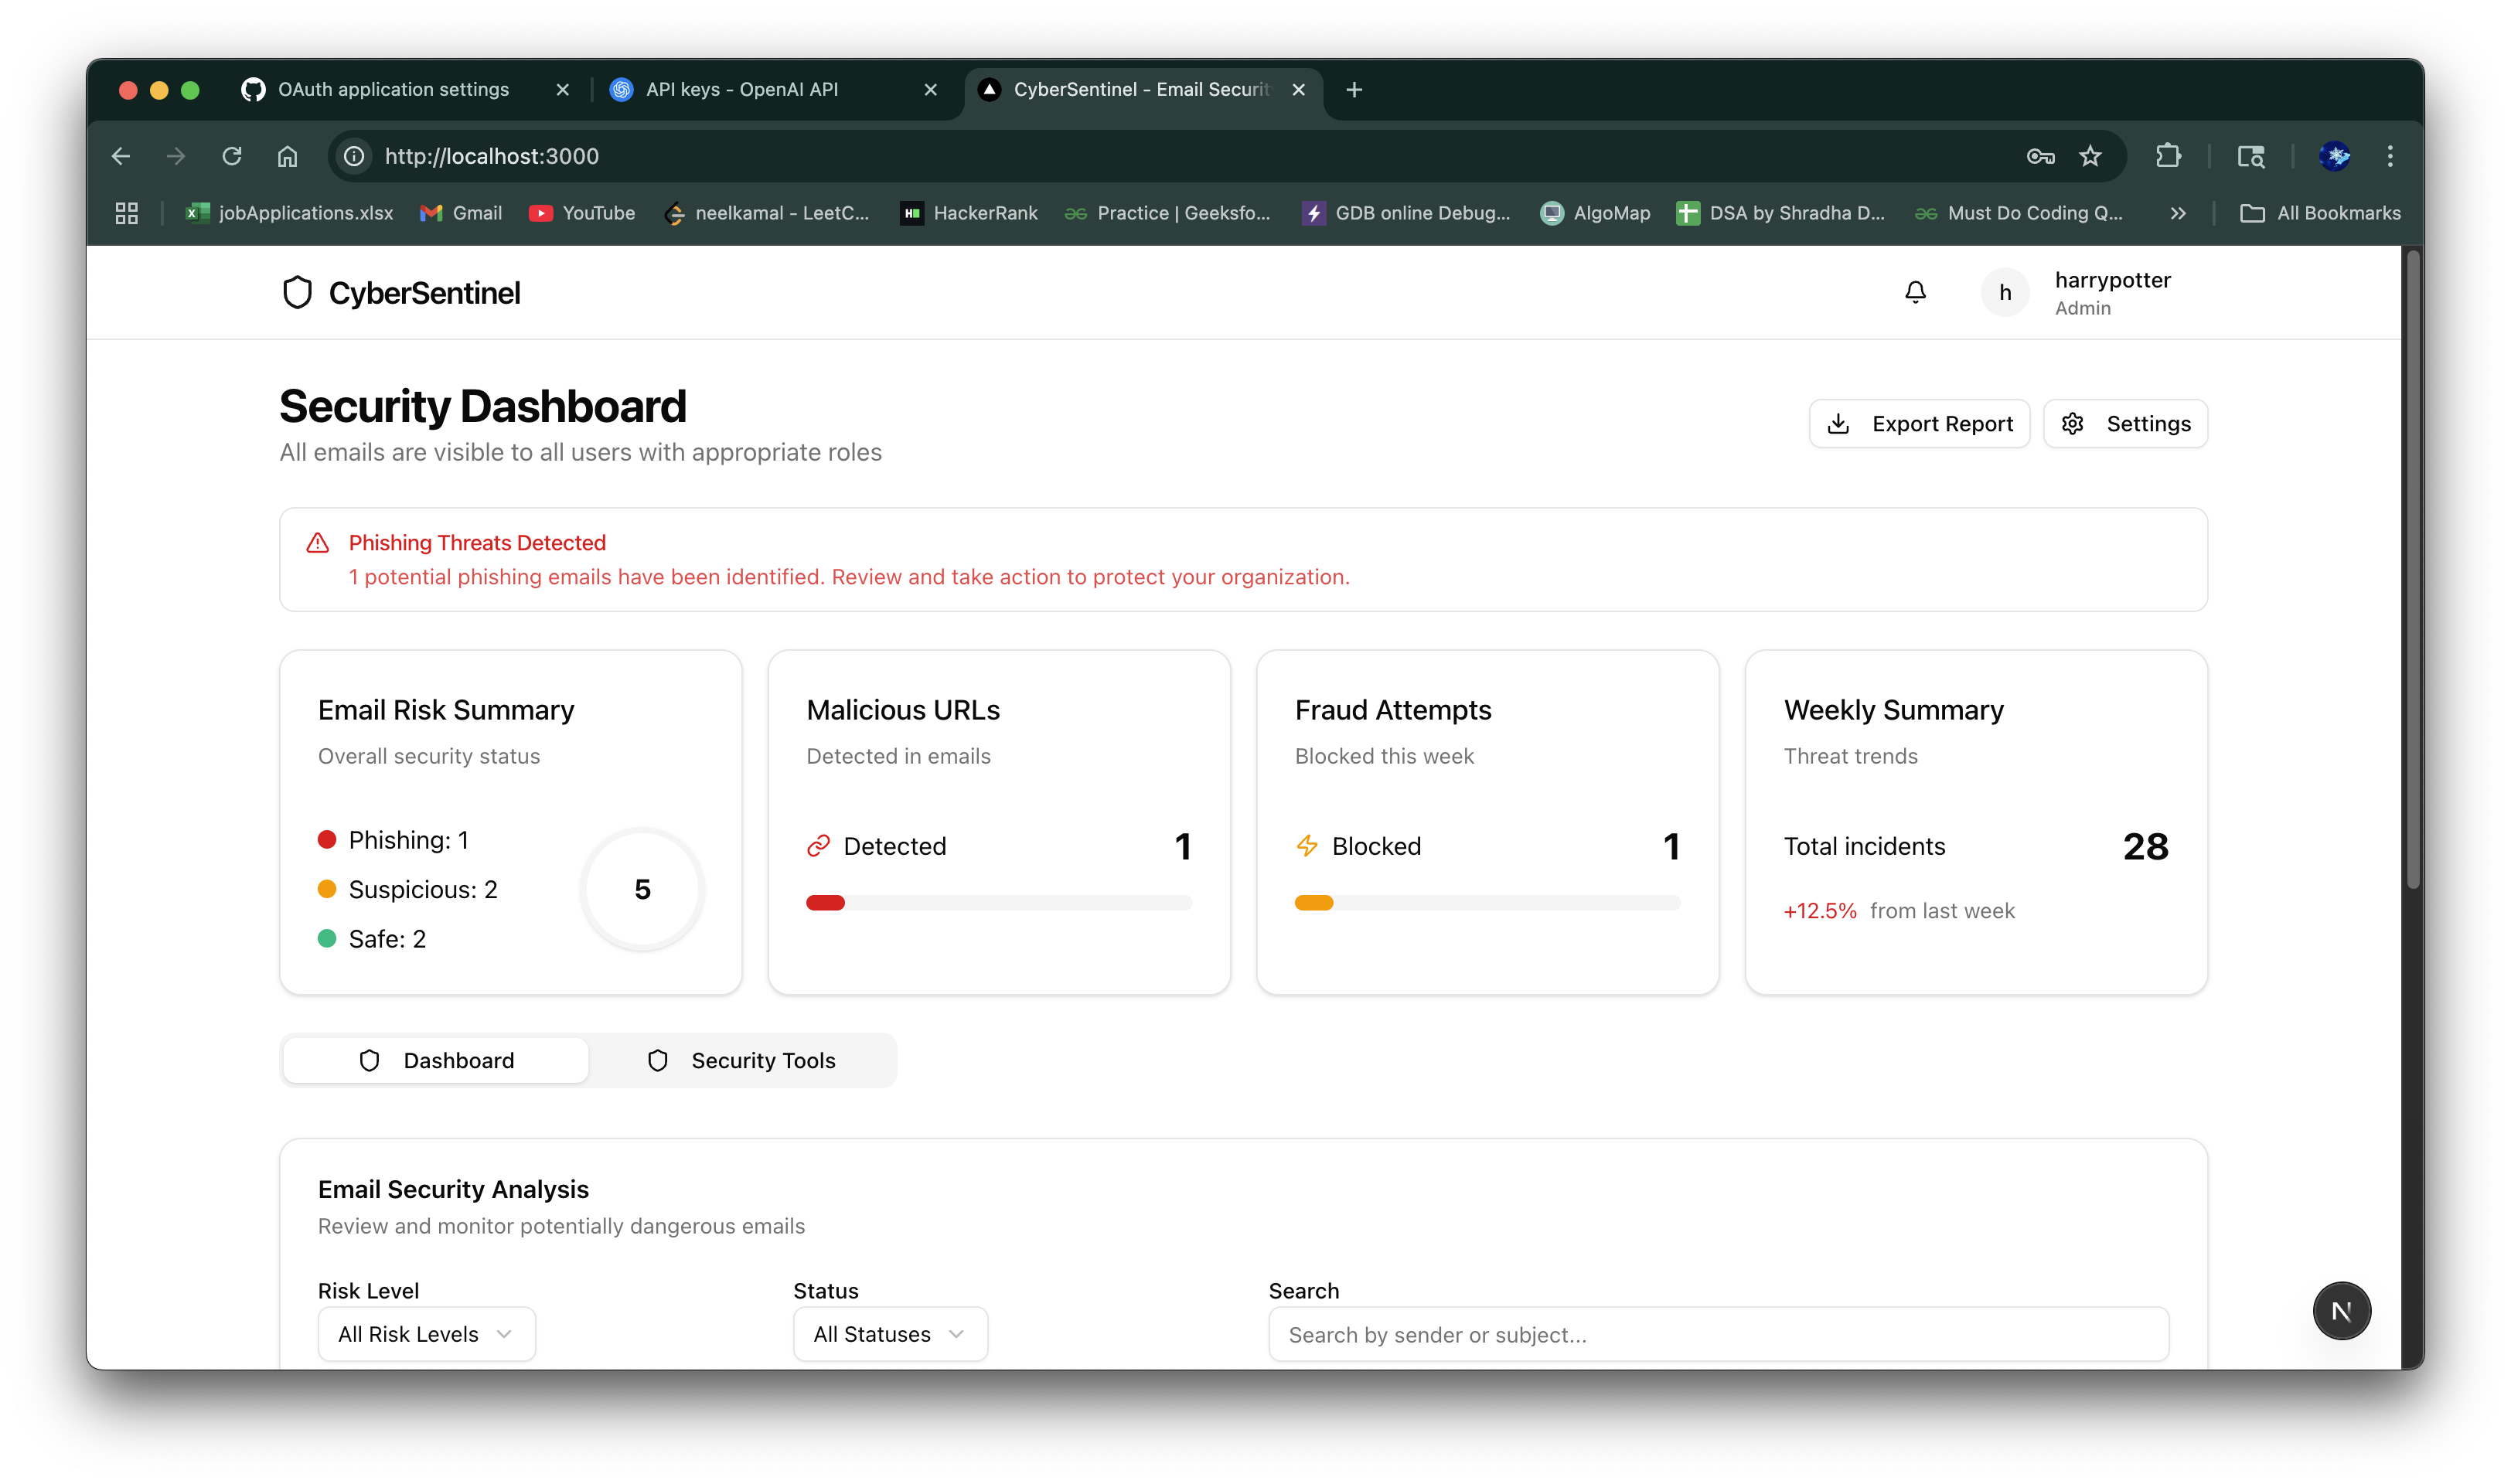 OAuth application settings
API keys - OpenAI API
CyberSentinel - Email Securit
http://localhost:3000
jobApplications.xlsx
Gmail
YouTube
neelkamal - LeetC...
HackerRank
Practice | Geeksfo...
GDB online Debug...
AlgoMap
DSA by Shradha D...
Must Do Coding Q...
All Bookmarks
CyberSentinel
h
harrypotter
Admin
Security Dashboard
All emails are visible to all users with appropriate roles
Export Report
Settings
Phishing Threats Detected
1 potential phishing emails have been identified. Review and take action to protect your organization.
Email Risk Summary
Overall security status
Phishing: 1
Suspicious: 2
Safe: 2
5
Malicious URLs
Detected in emails
Detected 1
Fraud Attempts
Blocked this week
Blocked 1
Weekly Summary
Threat trends
Total incidents 28
+12.5% from last week
Dashboard
Security Tools
Email Security Analysis
Review and monitor potentially dangerous emails
Risk Level
All Risk Levels
Status
All Statuses
Search
Search by sender or subject...
N